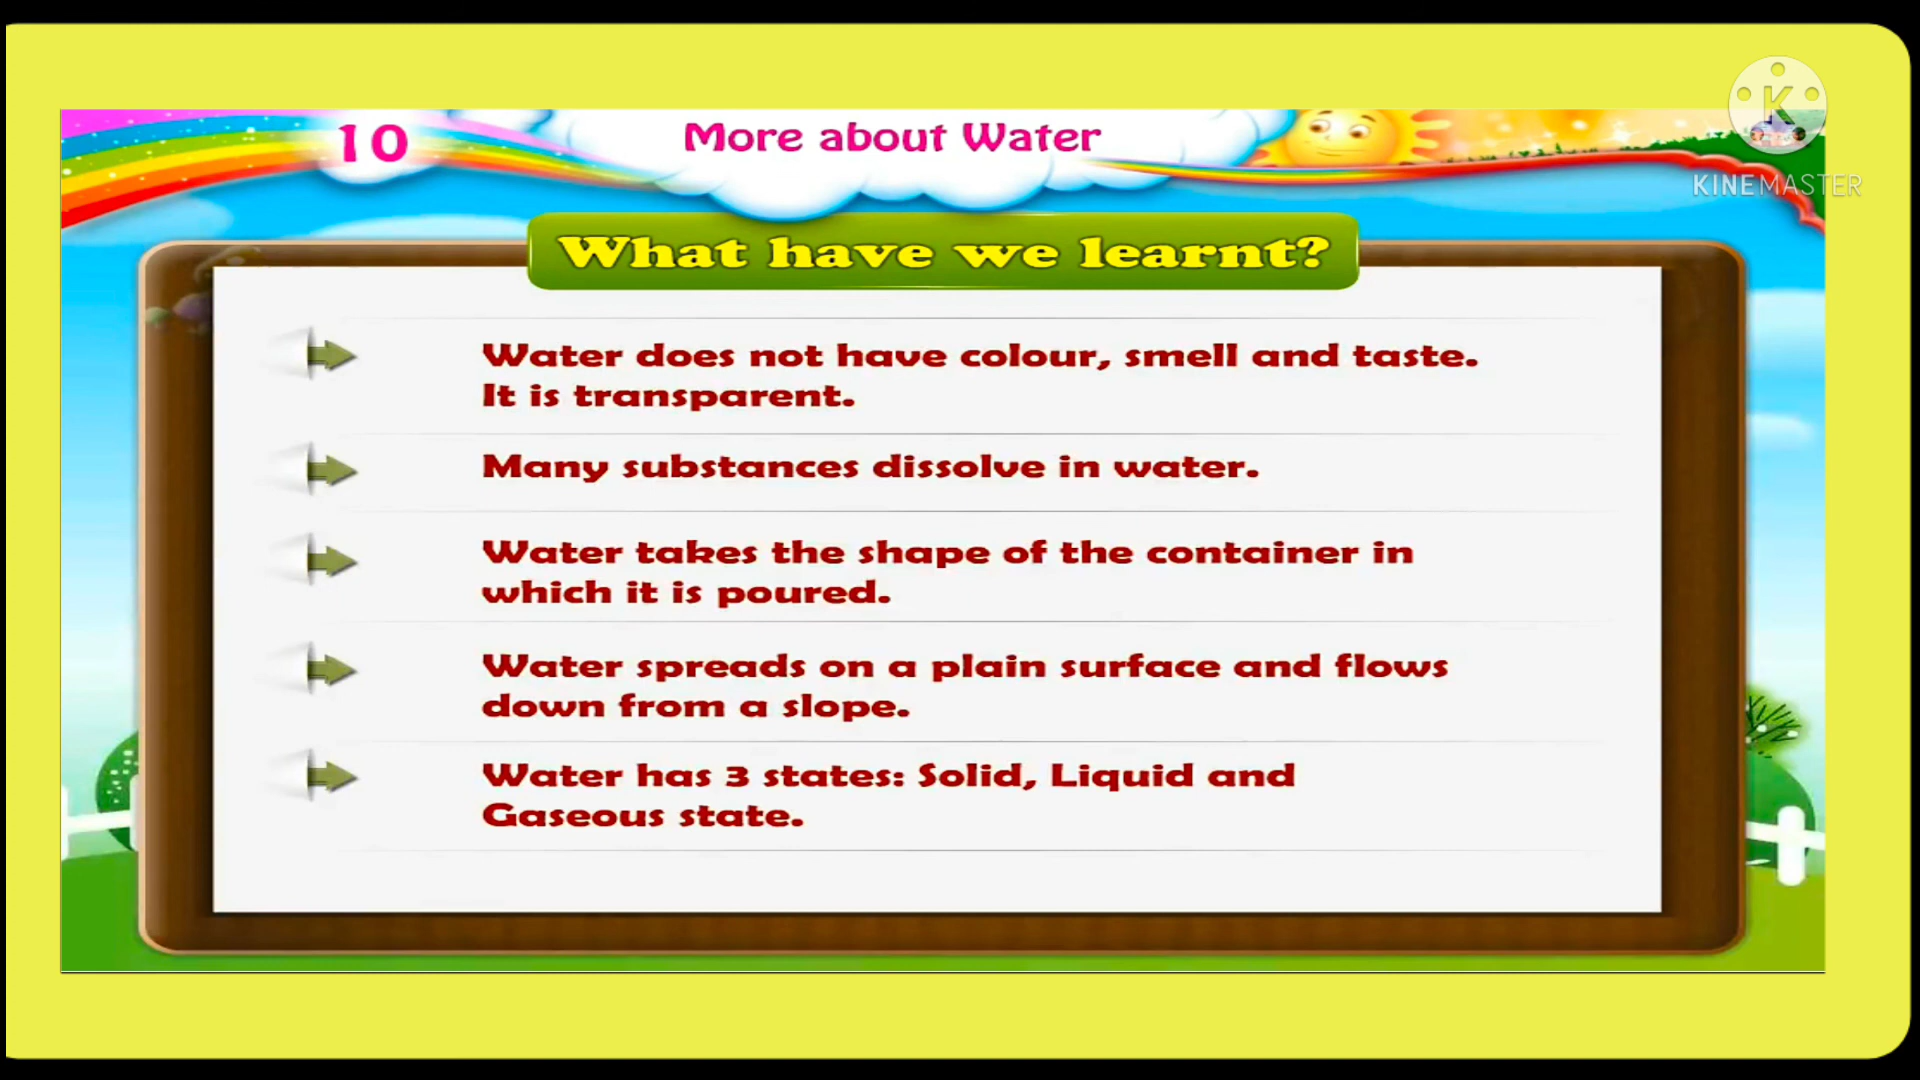 10
More about Water
K
KINEMASTER
What have we learnt?
Water does not have colour, smell and taste.
It is transparent.
Many substances dissolve in water.
Water takes the shape of the container in
which it is poured.
Water spreads on a plain surface and flows
down from a slope.
Water has 3 states: Solid, Liquid and
Gaseous state.